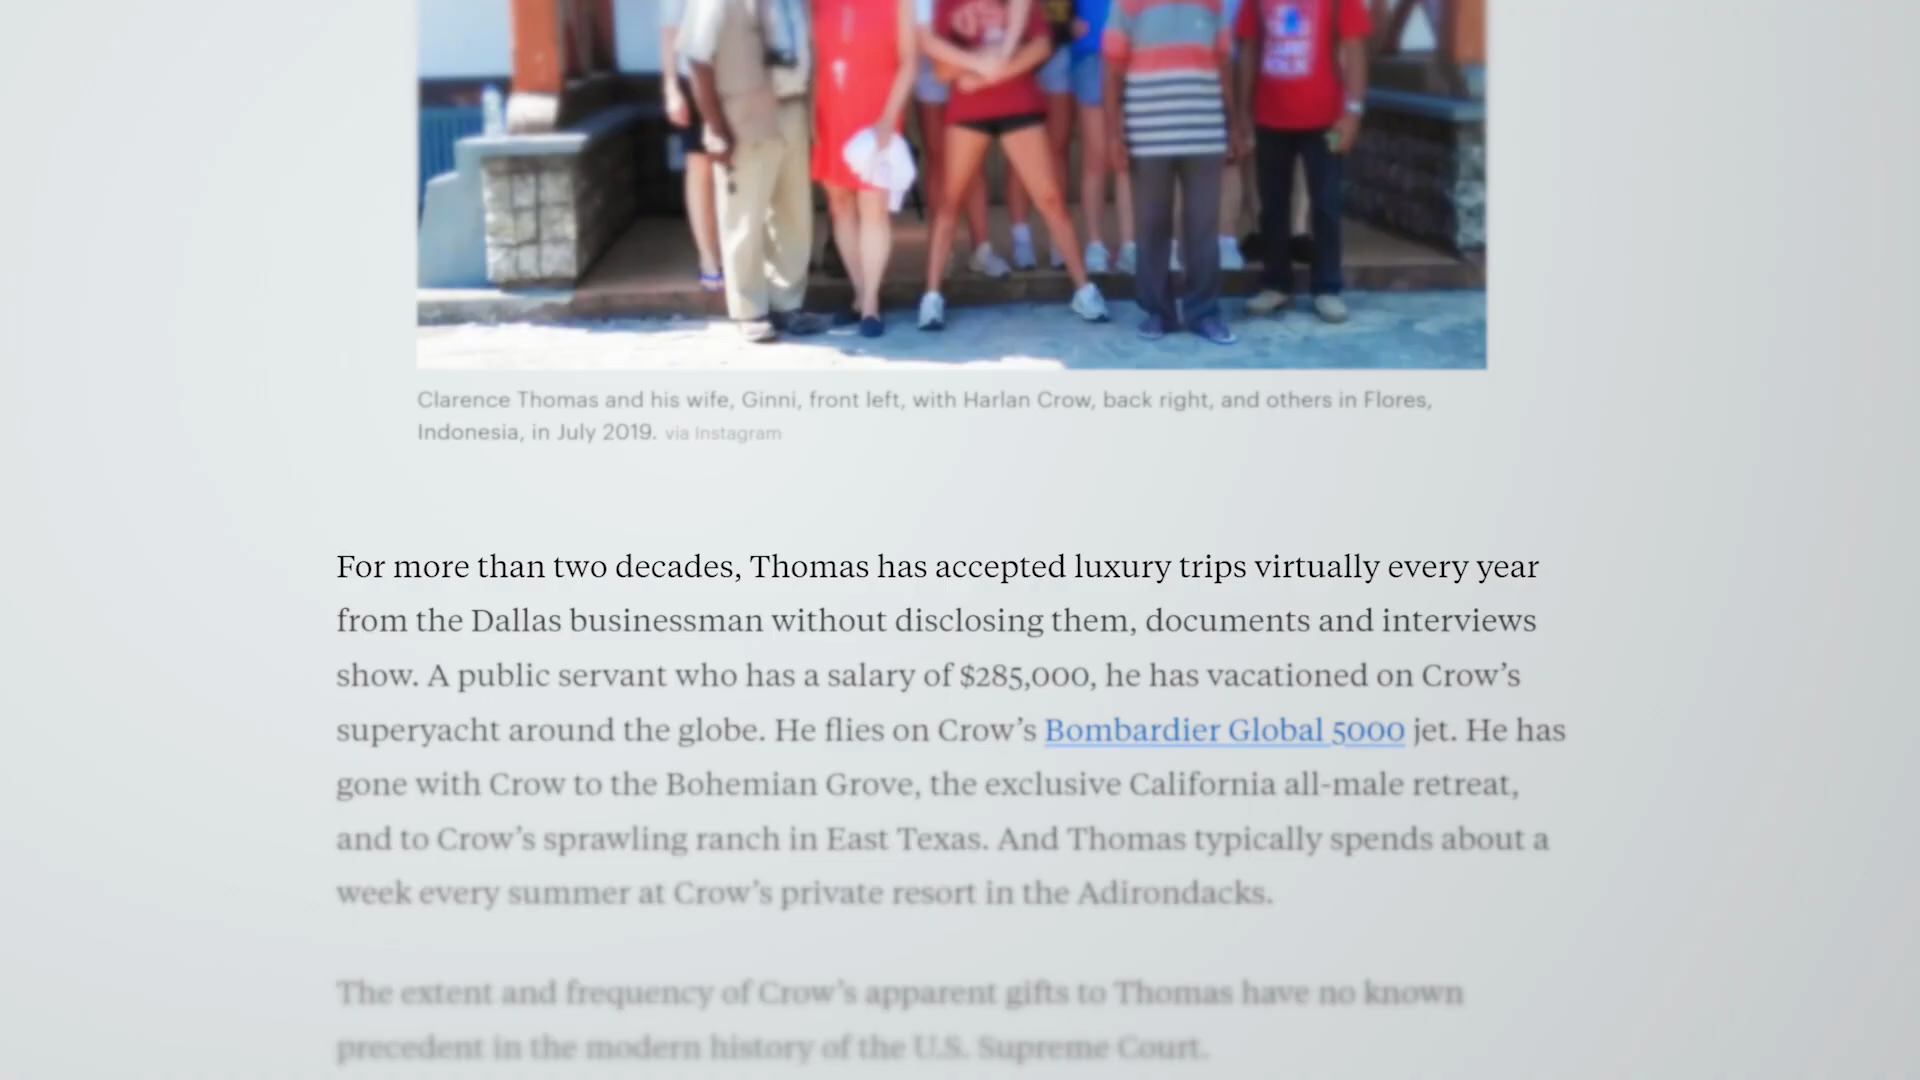 Clarence Thomas and his wife, Ginni, front left, with Harlan Crow, back right, and others in Flores,
Indonesia, in July 2019. via Instagram
For more than two decades, Thomas has accepted luxury trips virtually every year
from the Dallas businessman without disclosing them, documents and interviews
show. A public servant who has a salary of $285,000, he has vacationed on Crow’s
superyacht around the globe. He flies on Crow’s Bombardier Global 5000 jet. He has
gone with Crow to the Bohemian Grove, the exclusive California all-male retreat,
and to Crow’s sprawling ranch in East Texas. And Thomas typically spends about a
week every summer at Crow’s private resort in the Adirondacks.
The extent and frequency of Crow’s apparent gifts to Thomas have no known
precedent in the modern history of the U.S. Supreme Court.